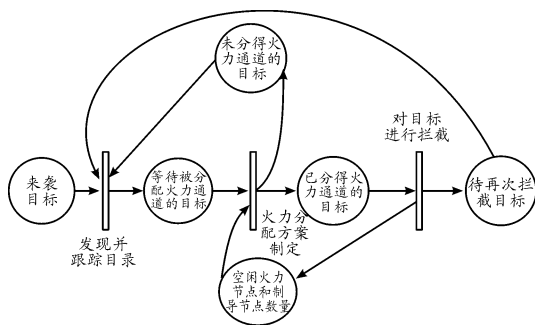 未分得火
力通道的
目标
对目标
进行拦截
来袭
目标
等待被分
配火力通
道的目标
已分得火
力通道的
目标
待再次拦
截目标
发现并
跟踪目录
火力分
配方案
制定
空闲火力
节点和制
导节点数量